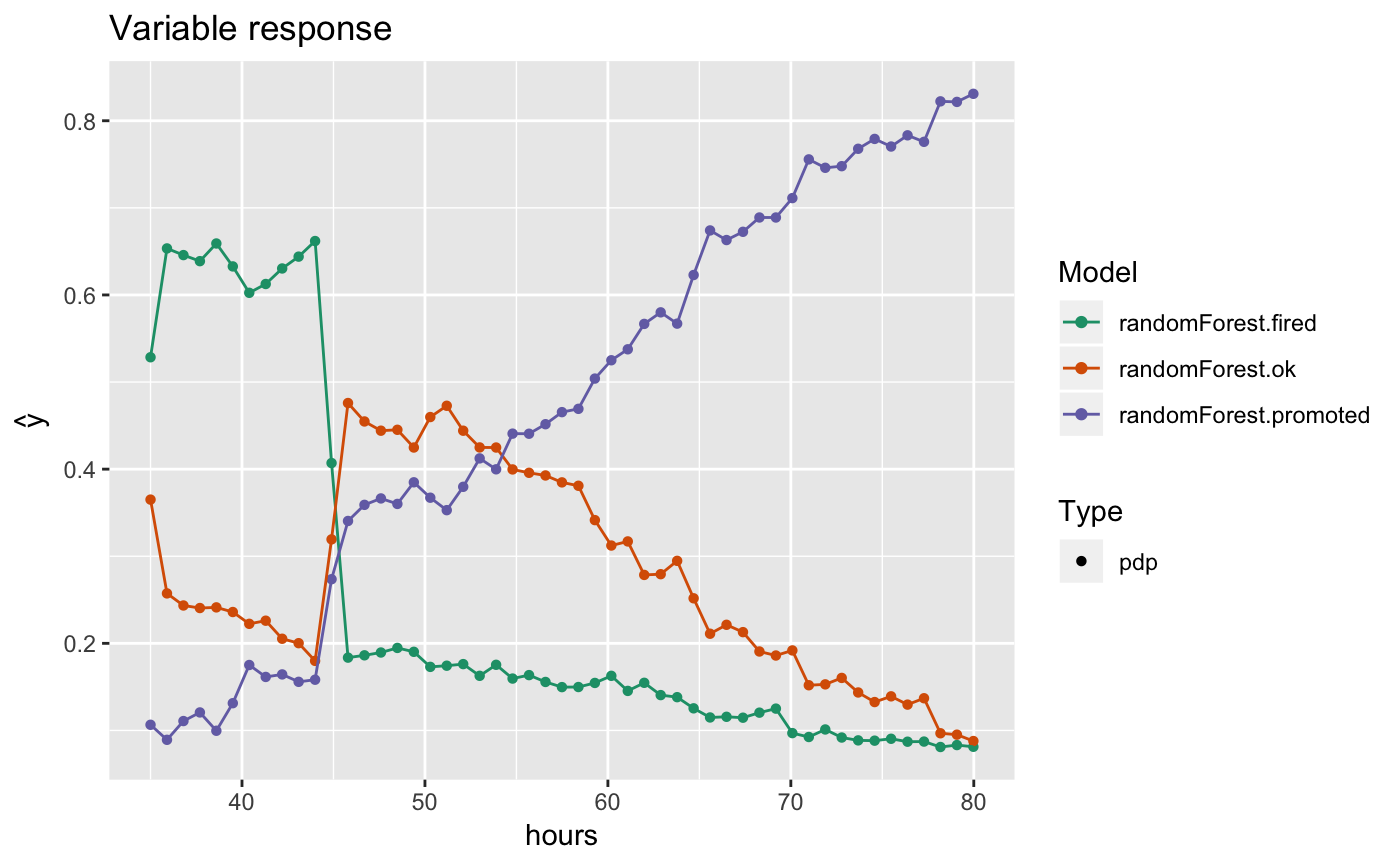 Variable response
0.8
0.6
0.4
0.2
ŷ
40 50 60 70 80
hours
Model
randomForest.fired
randomForest.ok
randomForest.promoted
Type
pdp